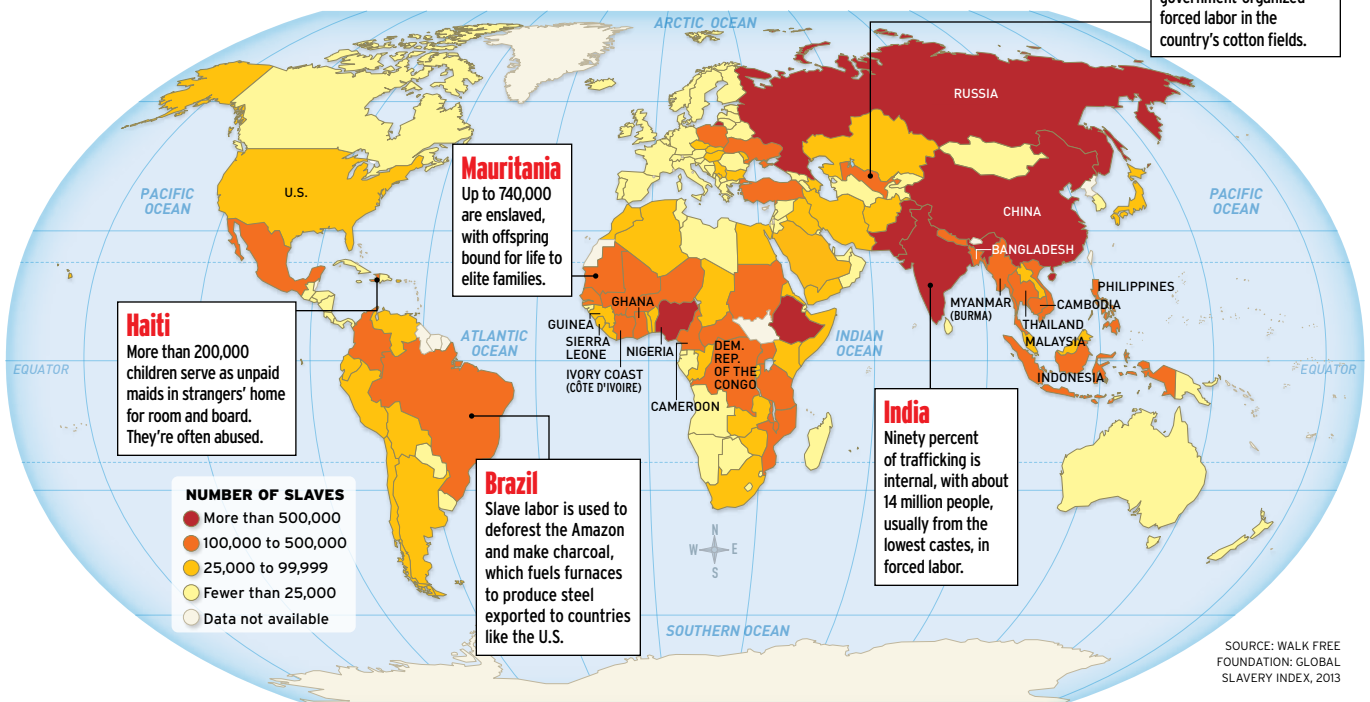 government-organized
forced labor in the
country's cotton fields.
ARCTIC OCEAN
RUSSIA
Mauritania
Up to 740,000
are enslaved,
with offspring
bound for life to
elite families.
U.S.
PACIFIC
OCEAN
PACIFIC
OCEAN
CHINA
BANGLADESH
PHILIPPINES
MYANMAR
(BURMA)
CAMBODIA
THAILAND
MALAYSIA
INDONESIA
GHANA
GUINEA
SIERRA
LEONE
NIGERIA
IVORY COAST
(CÔTE D'IVOIRE)
CAMEROON
DEM.
REP.
OF THE
CONGO
ATLANTIC
OCEAN
INDIAN
OCEAN
EQUATOR
EQUATOR
Haiti
More than 200,000
children serve as unpaid
maids in strangers' home
for room and board.
They're often abused.
India
Ninety percent
of trafficking is
internal, with about
14 million people,
usually from the
lowest castes, in
forced labor.
Brazil
Slave labor is used to
deforest the Amazon
and make charcoal,
which fuels furnaces
to produce steel
exported to countries
like the U.S.
NUMBER OF SLAVES
More than 500,000
100,000 to 500,000
25,000 to 99,999
Fewer than 25,000
Data not available
N
W E
S
SOUTHERN OCEAN
SOURCE: WALK FREE
FOUNDATION: GLOBAL
SLAVERY INDEX, 2013